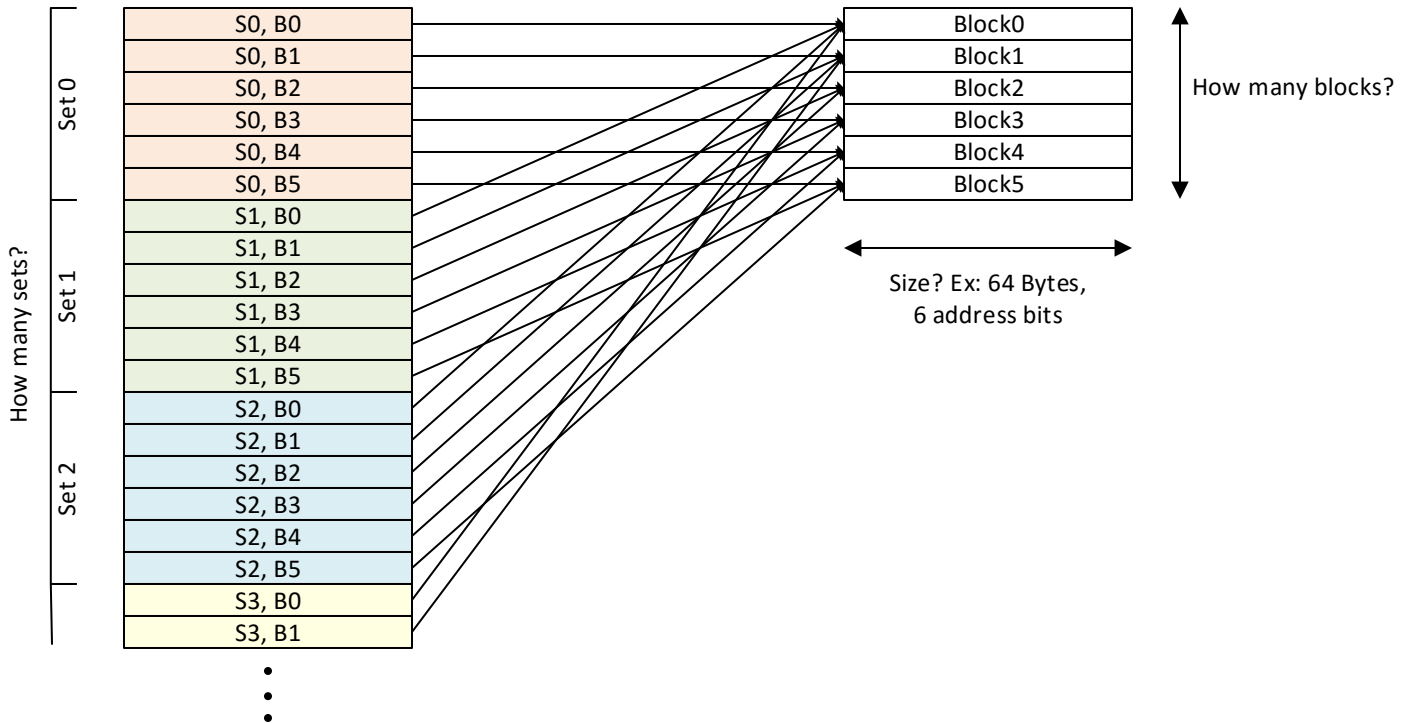 How many sets?
Set 0
Set 1
Set 2
S0, B0
S0, B1
S0, B2
S0, B3
S0, B4
S0, B5
S1, B0
S1, B1
S1, B2
S1, B3
S1, B4
S1, B5
S2, B0
S2, B1
S2, B2
S2, B3
S2, B4
S2, B5
S3, B0
S3, B1
Block0
Block1
Block2
Block3
Block4
Block5
How many blocks?
Size? Ex: 64 Bytes,
6 address bits